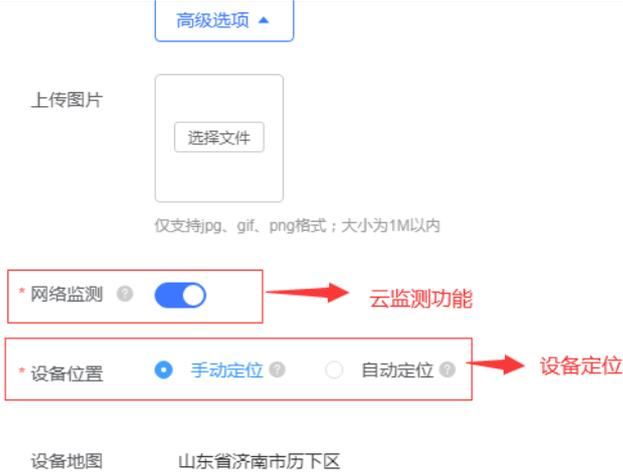 高级选项
上传图片
选择文件
仅支持jpg、gif、png格式；大小为1M以内
* 网络监测 ?
云监测功能
* 设备位置 手动定位 ? 自动定位 ?
设备定位
设备地图 山东省济南市历下区